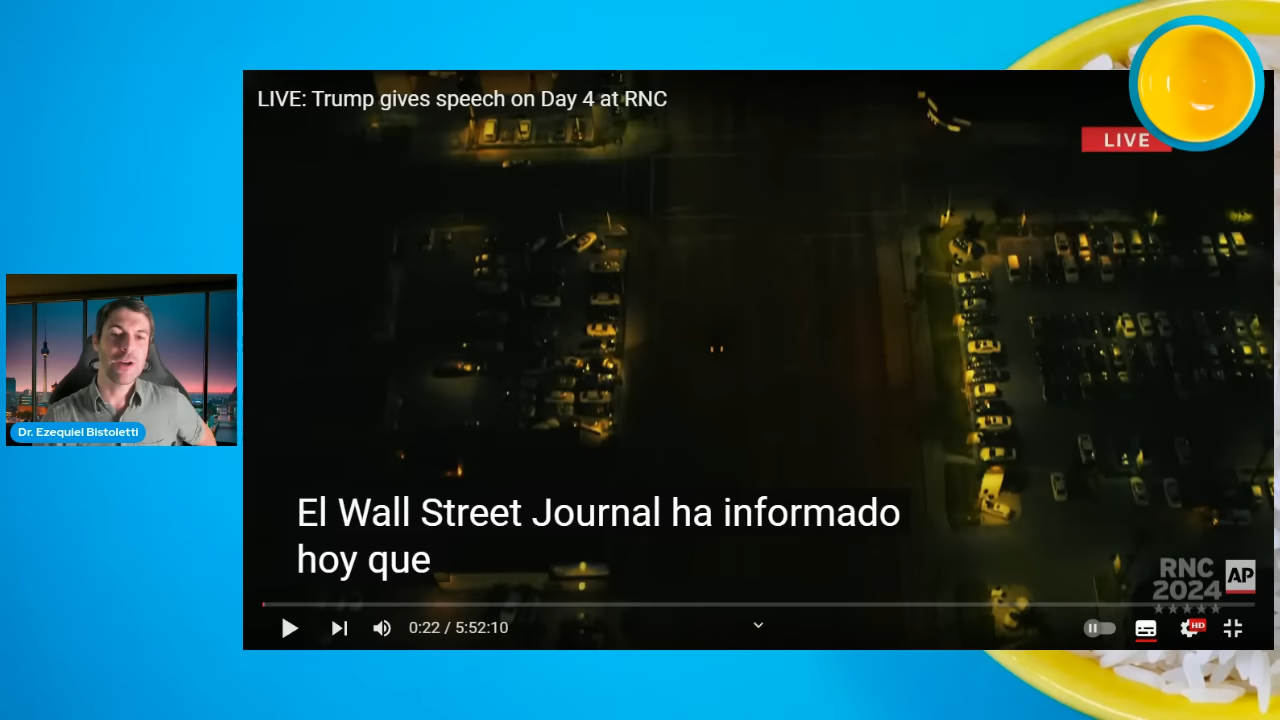 LIVE: Trump gives speech on Day 4 at RNC
LIVE
Dr. Ezequiel Bistoletti
El Wall Street Journal ha informado
hoy que
RNC
2024
AP
0:22 / 5:52:10
HD